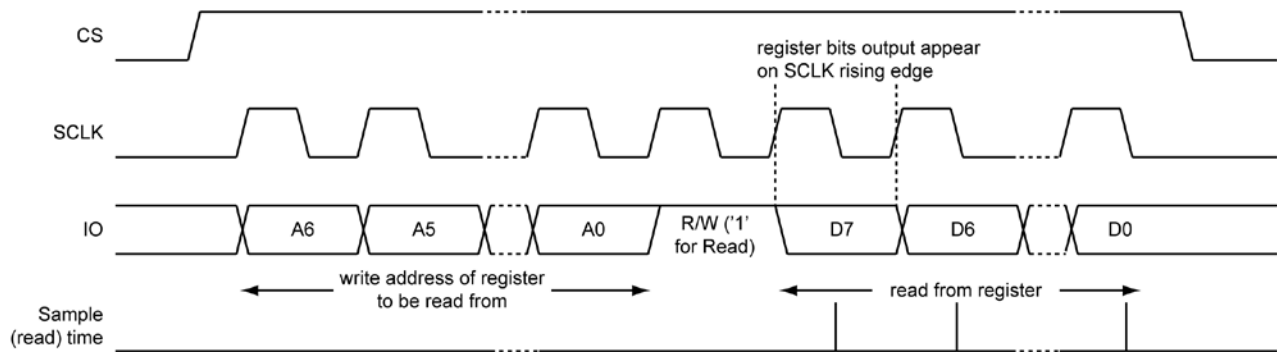 CS
register bits output appear
on SCLK rising edge
SCLK
IO
A6
A5
A0
R/W ('1'
for Read)
D7
D6
D0
write address of register
to be read from
read from register
Sample
(read) time